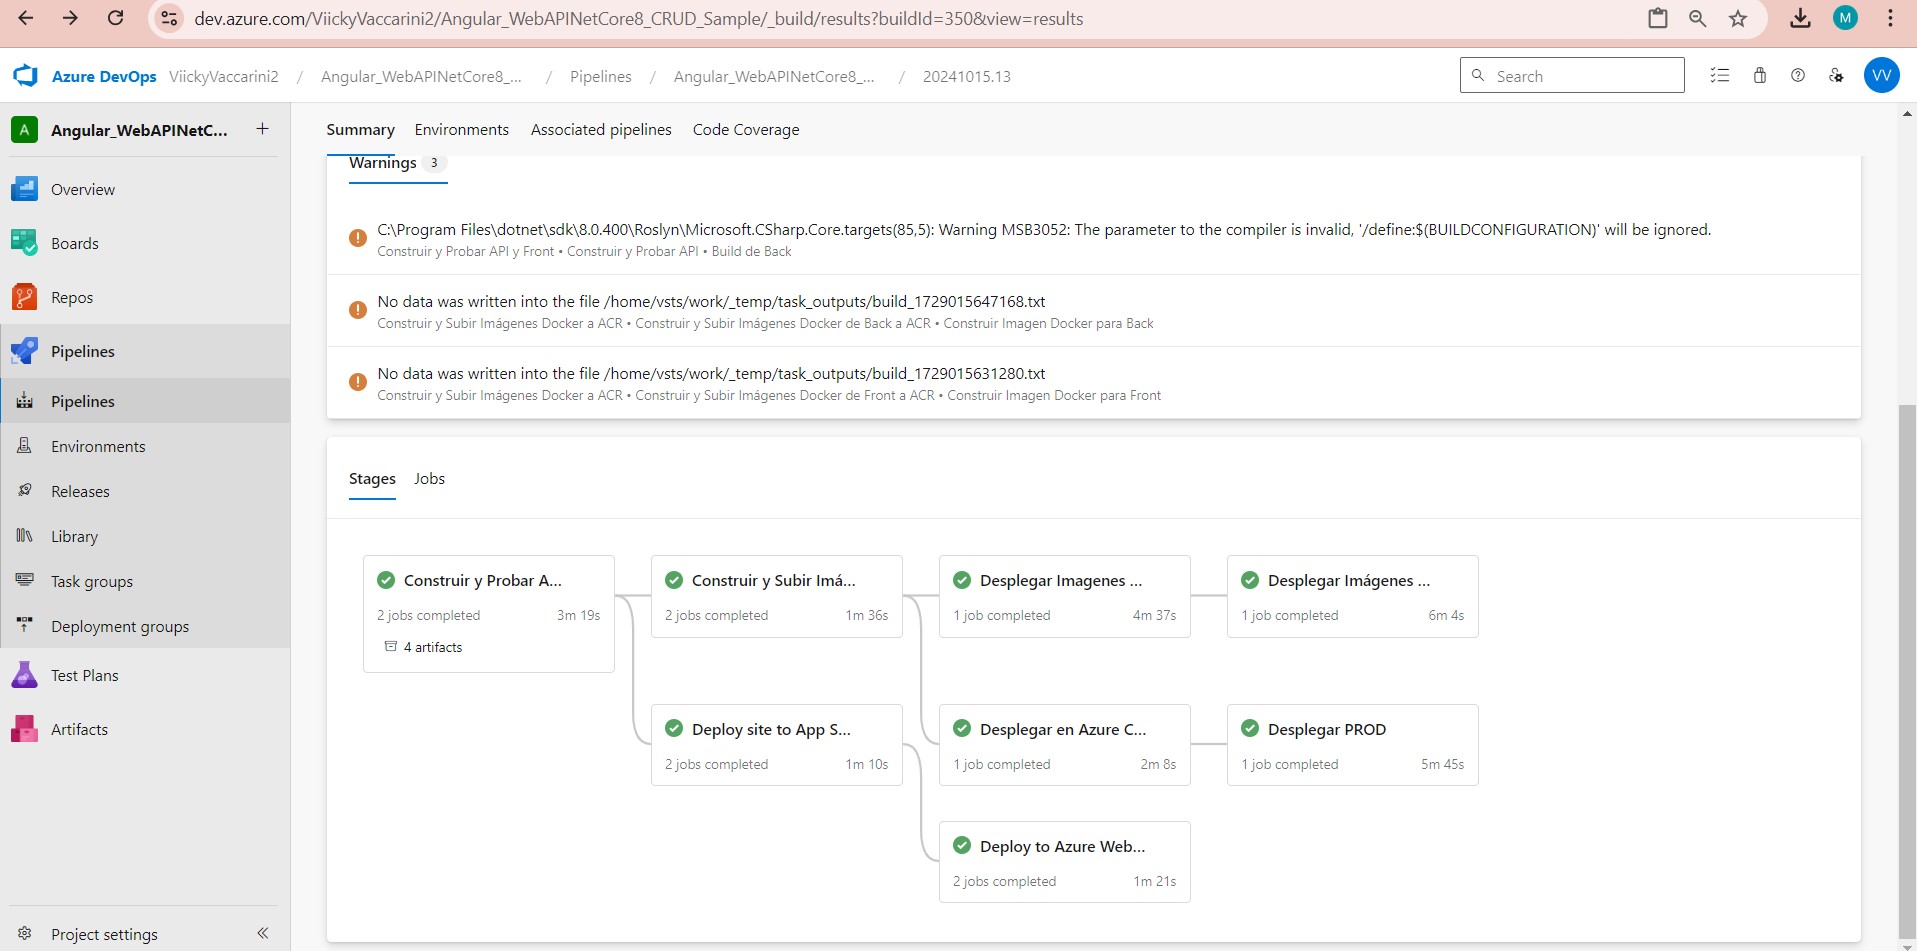 dev.azure.com/ViickyVaccarini2/Angular_WebAPINetCore8_CRUD_Sample/_build/results?buildId=350&view=results
M
Azure DevOps ViickyVaccarini2 / Angular_WebAPINetCore8_... / Pipelines / Angular_WebAPINetCore8_... / 20241015.13
Search
VV
A Angular_WebAPINetC... +
Overview
Boards
Repos
Pipelines
Pipelines
Environments
Releases
Library
Task groups
Deployment groups
Test Plans
Artifacts
Project settings
Summary Environments Associated pipelines Code Coverage
Warnings 3
C:\Program Files\dotnet\sdk\8.0.400\Roslyn\Microsoft.CSharp.Core.targets(85,5): Warning MSB3052: The parameter to the compiler is invalid, '/define:$(BUILDCONFIGURATION)' will be ignored.
Construir y Probar API y Front • Construir y Probar API • Build de Back
No data was written into the file /home/vsts/work/_temp/task_outputs/build_1729015647168.txt
Construir y Subir Imágenes Docker a ACR • Construir y Subir Imágenes Docker de Back a ACR • Construir Imagen Docker para Back
No data was written into the file /home/vsts/work/_temp/task_outputs/build_1729015631280.txt
Construir y Subir Imágenes Docker a ACR • Construir y Subir Imágenes Docker de Front a ACR • Construir Imagen Docker para Front
Stages Jobs
Construir y Probar A...
2 jobs completed 3m 19s
4 artifacts
Construir y Subir Imá...
2 jobs completed 1m 36s
Desplegar Imagenes ...
1 job completed 4m 37s
Desplegar Imágenes ...
1 job completed 6m 4s
Deploy site to App S...
2 jobs completed 1m 10s
Desplegar en Azure C...
1 job completed 2m 8s
Desplegar PROD
1 job completed 5m 45s
Deploy to Azure Web...
2 jobs completed 1m 21s